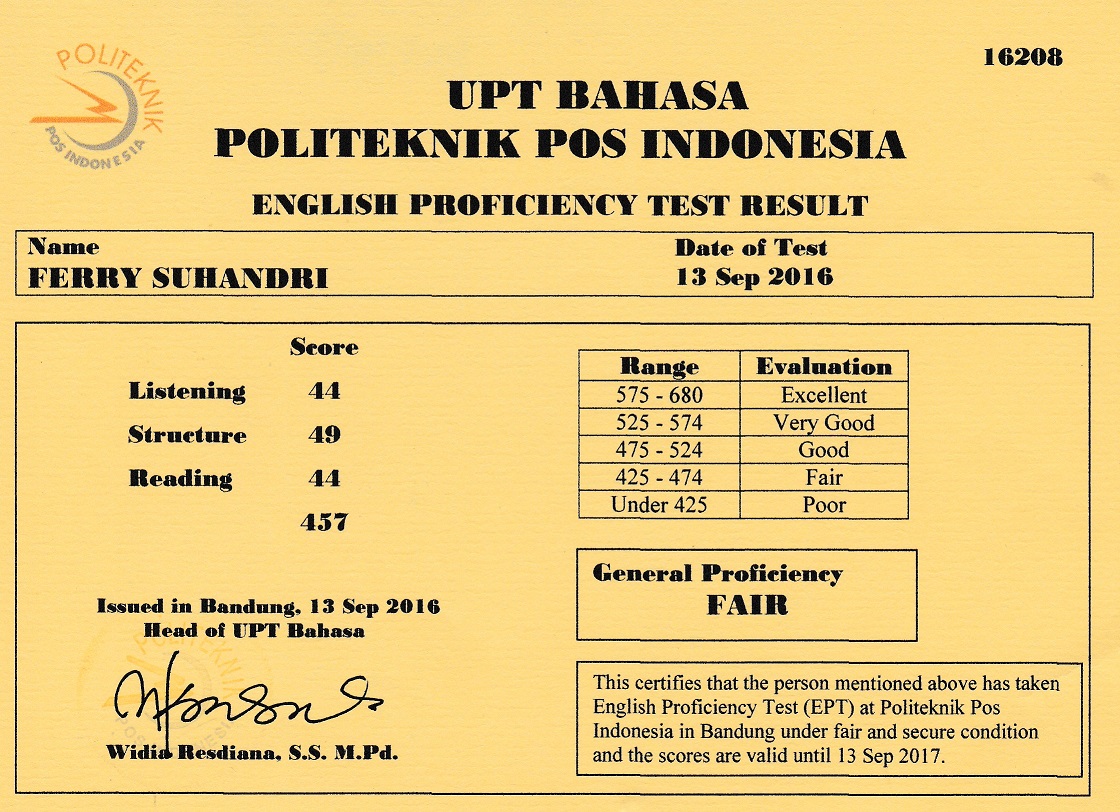 POLITEKNIK
POS INDONESIA
16208
UPT BAHASA
POLITEKNIK POS INDONESIA
ENGLISH PROFICIENCY TEST RESULT
Name
FERRY SUHANDRI
Date of Test
13 Sep 2016
Score
Listening 44
Structure 49
Reading 44
457
Range Evaluation
575 - 680 Excellent
525 - 574 Very Good
475 - 524 Good
425 - 474 Fair
Under 425 Poor
General Proficiency
FAIR
Issued in Bandung, 13 Sep 2016
Head of UPT Bahasa
Widia Resdiana, S.S. M.Pd.
This certifies that the person mentioned above has taken
English Proficiency Test (EPT) at Politeknik Pos
Indonesia in Bandung under fair and secure condition
and the scores are valid until 13 Sep 2017.